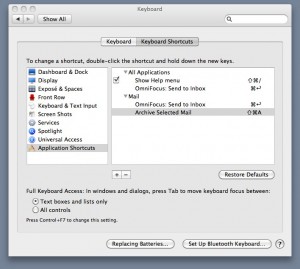 Keyboard
Show All
Keyboard Keyboard Shortcuts
To change a shortcut, double-click the shortcut and hold down the new keys.
Dashboard & Dock
Display
Exposé & Spaces
Front Row
Keyboard & Text Input
Screen Shots
Services
Spotlight
Universal Access
Application Shortcuts
All Applications
Show Help menu ⇧⌘/
OmniFocus: Send to Inbox ⌘↩
Mail
OmniFocus: Send to Inbox ⌘↩
Archive Selected Mail ⇧⌘A
+ −
Restore Defaults
Full Keyboard Access: In windows and dialogs, press Tab to move keyboard focus between:
Text boxes and lists only
All controls
Press Control+F7 to change this setting.
Replacing Batteries... Set Up Bluetooth Keyboard... ?